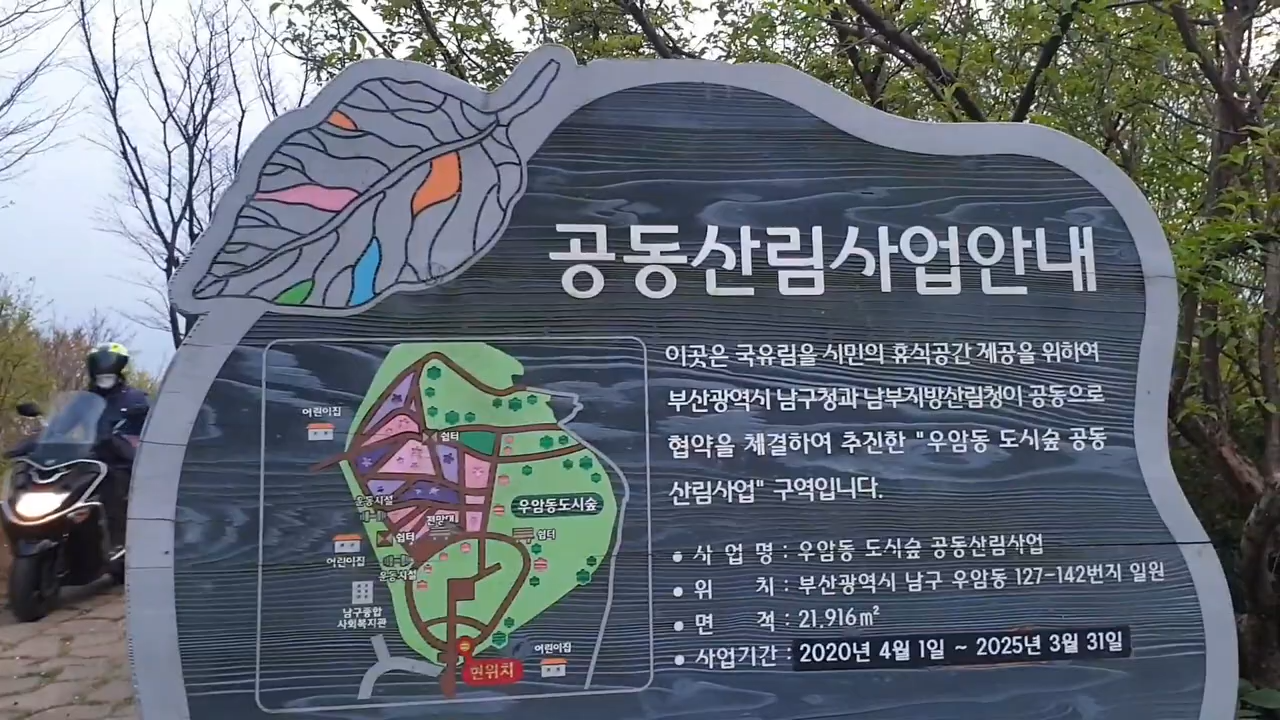 공동산림사업안내
이곳은 국유림을 시민의 휴식공간 제공을 위하여
부산광역시 남구청과 남부지방산림청이 공동으로
협약을 체결하여 추진한 "우암동 도시숲 공동
산림사업" 구역입니다.
• 사 업 명 : 우암동 도시숲 공동산림사업
• 위 치 : 부산광역시 남구 우암동 127-142번지 일원
• 면 적 : 21,916㎡
• 사업기간 : 2020년 4월 1일 ~ 2025년 3월 31일
어린이집
쉼터
운동시설
전망대
우암동도시숲
쉼터
쉼터
어린이집
운동시설
남구종합
사회복지관
어린이집
현위치